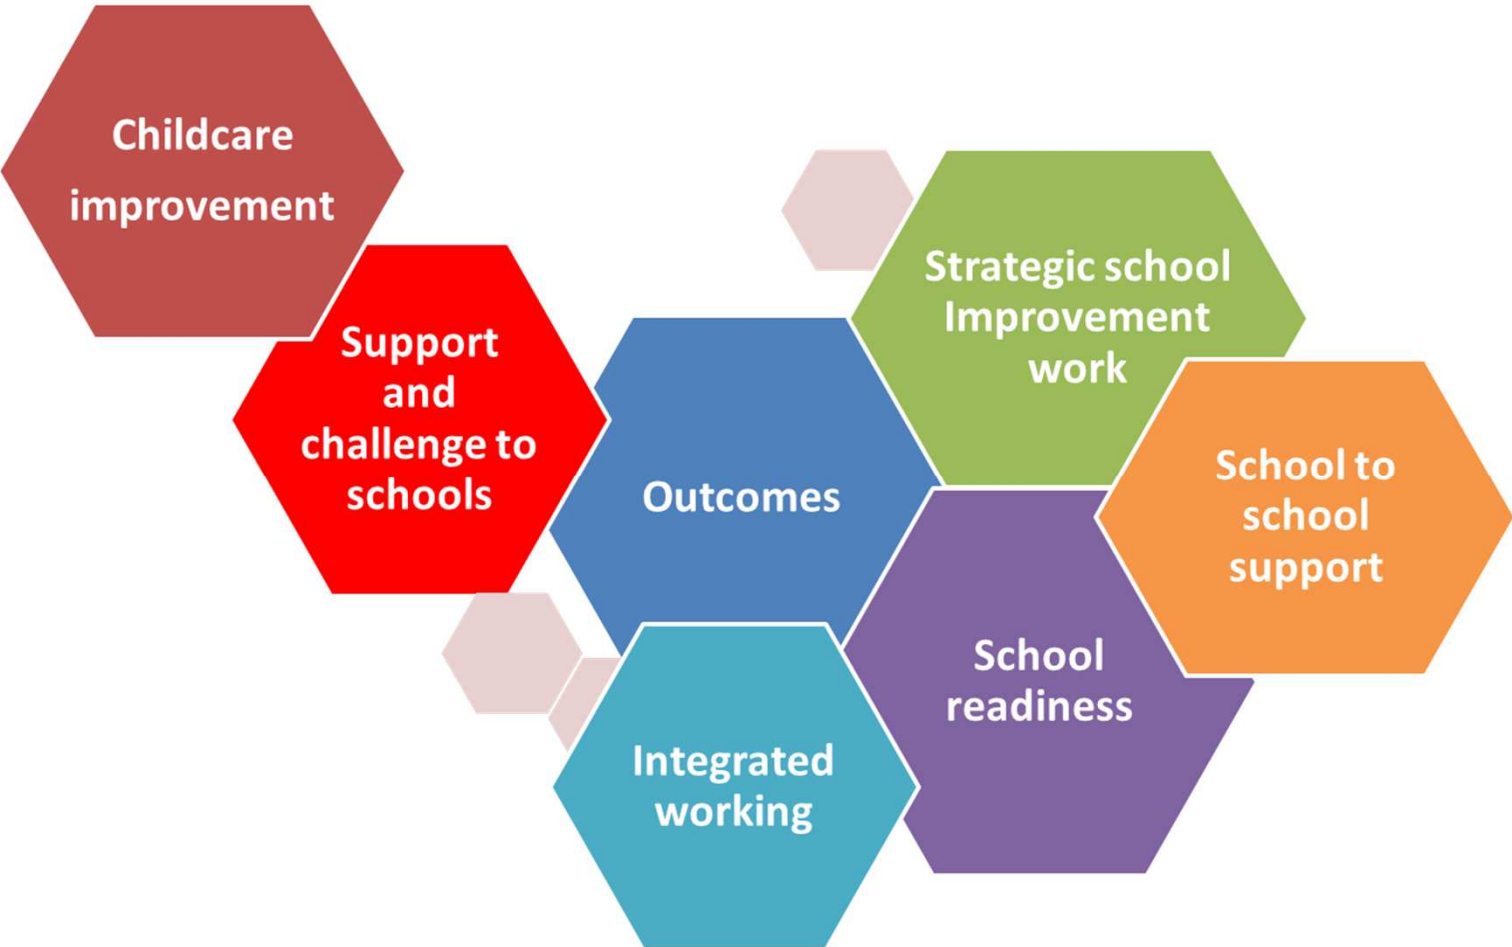 Childcare
improvement
Support
and
challenge to
schools
Outcomes
Strategic school
Improvement
work
School to
school
support
School
readiness
Integrated
working